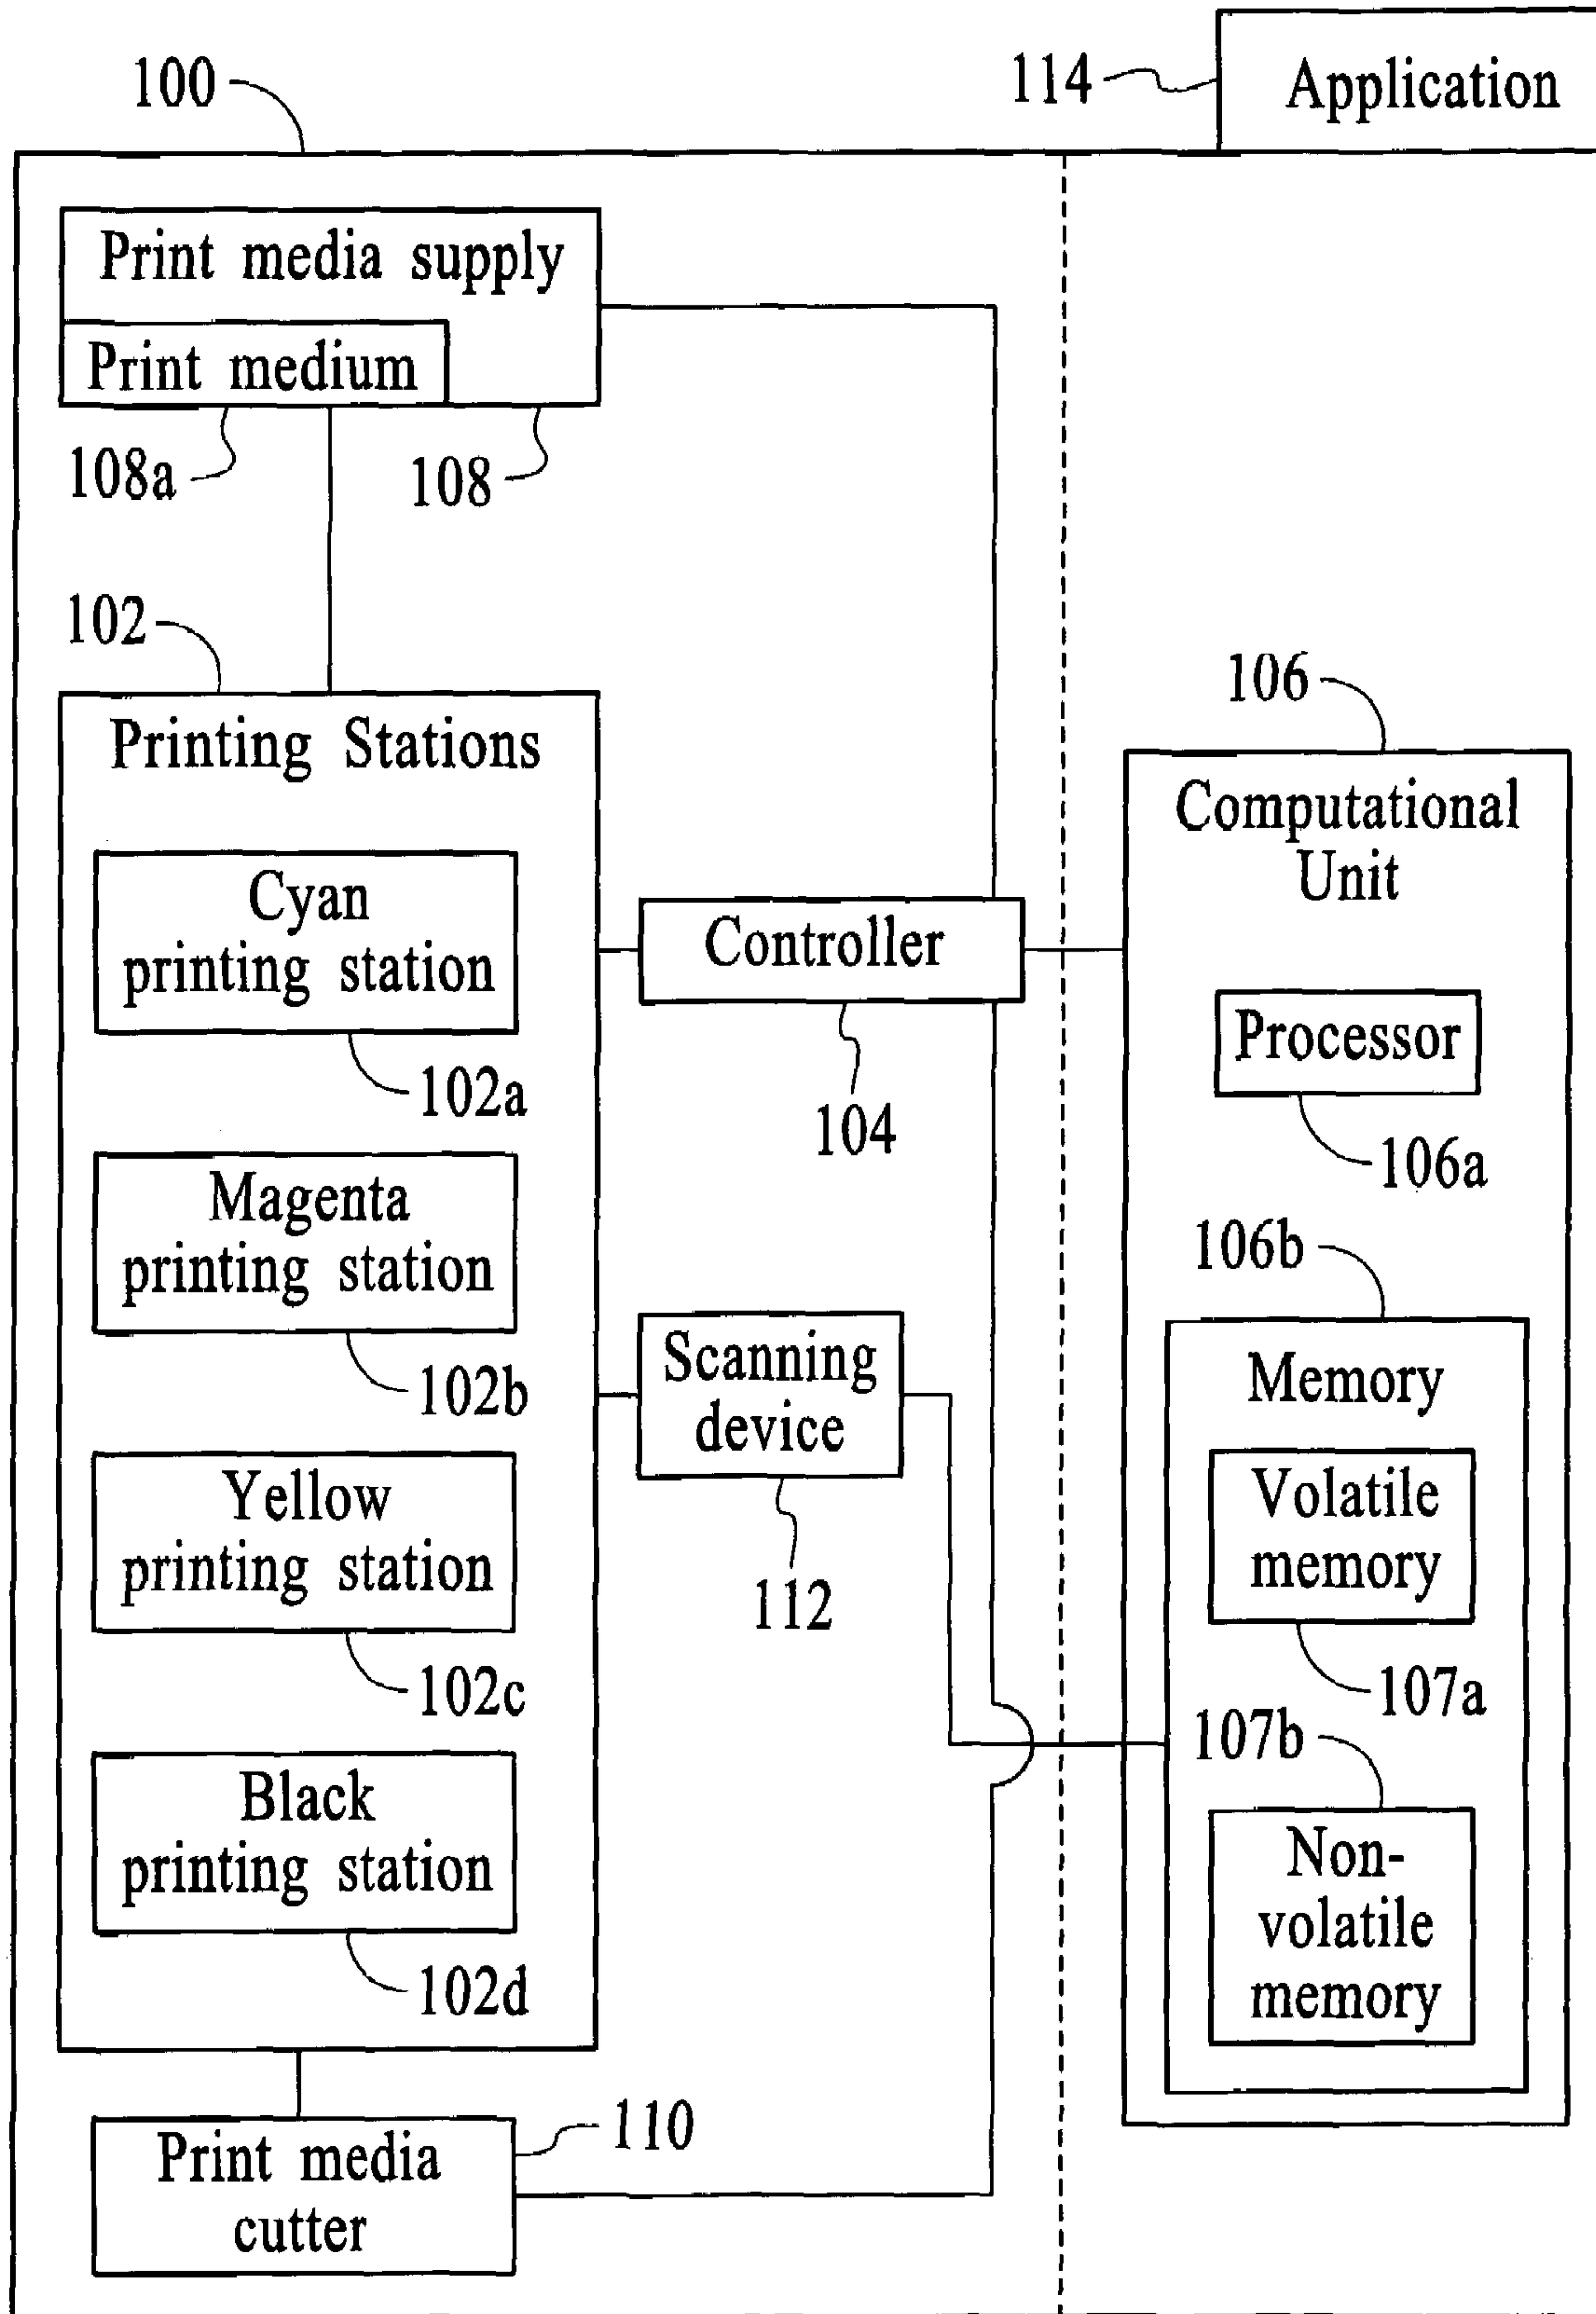 114
Application
100
Print media supply
Print medium
108a
108
102
Printing Stations
Cyan
printing station
102a
Magenta
printing station
102b
Yellow
printing station
102c
Black
printing station
102d
Controller
104
Scanning
device
112
110
Print media
cutter
106
Computational
Unit
Processor
106a
106b
Memory
Volatile
memory
107a
107b
Non-
volatile
memory